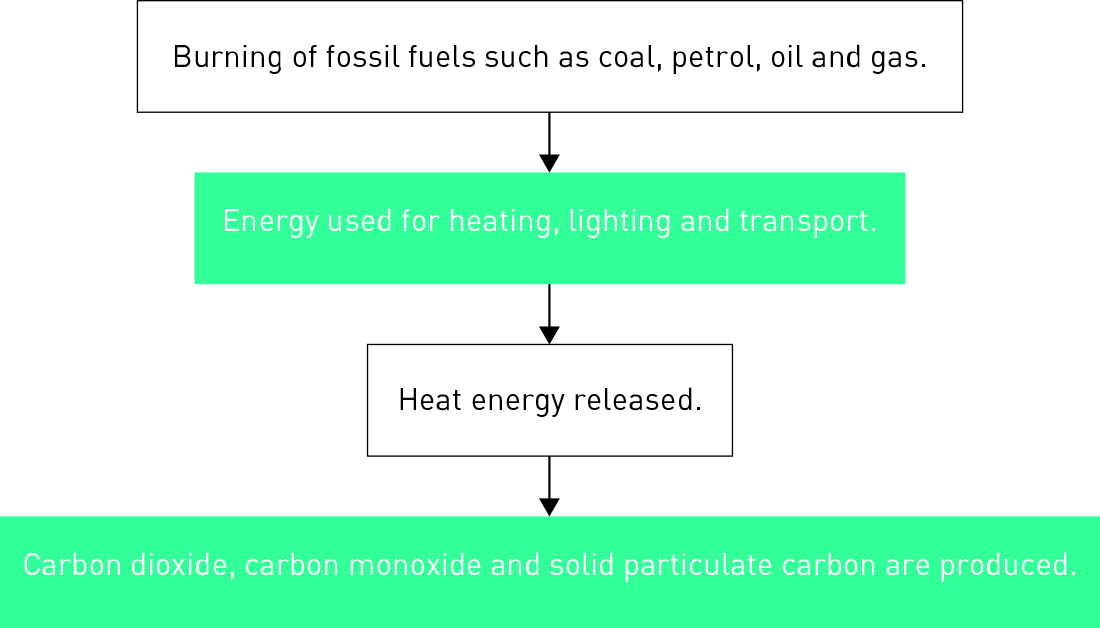 Burning of fossil fuels such as coal, petrol, oil and gas.
Energy used for heating, lighting and transport.
Heat energy released.
Carbon dioxide, carbon monoxide and solid particulate carbon are produced.